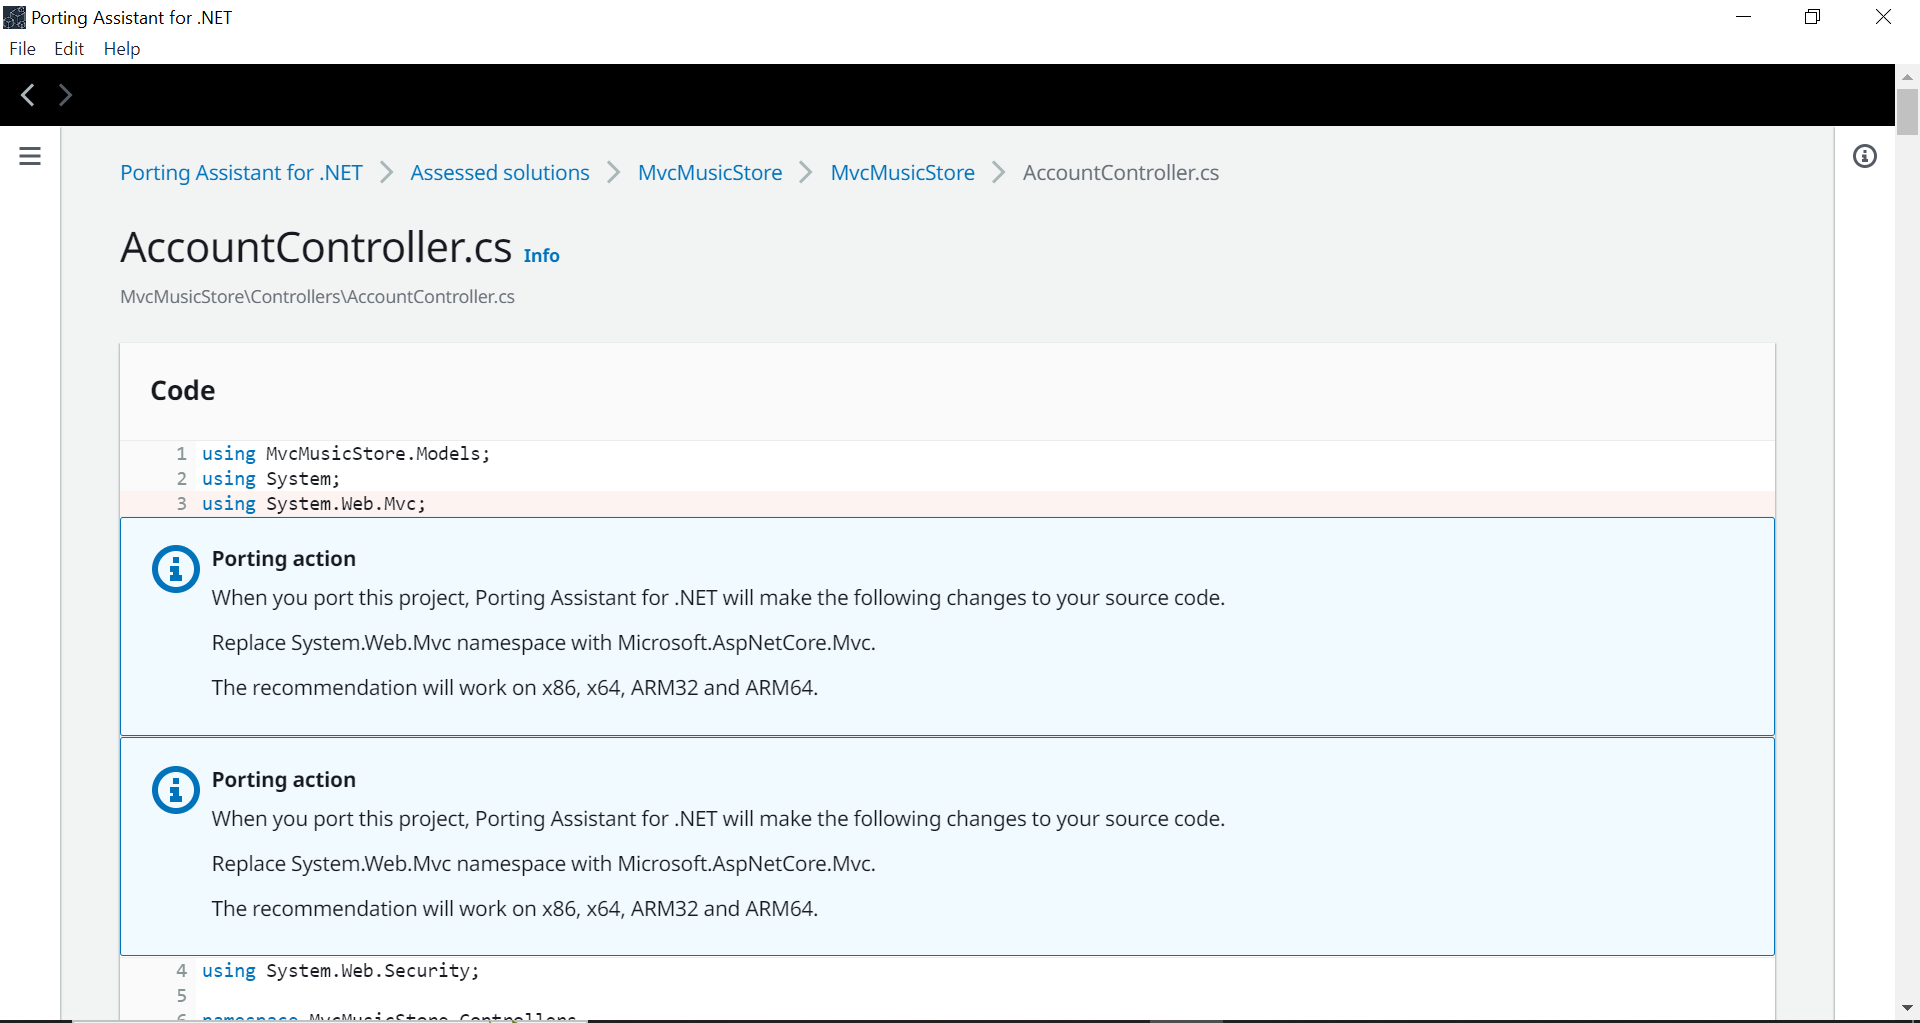 Porting Assistant for .NET
File Edit Help
Porting Assistant for .NET Assessed solutions MvcMusicStore MvcMusicStore AccountController.cs
AccountController.cs Info
MvcMusicStore\Controllers\AccountController.cs
Code
1 using MvcMusicStore.Models;
2 using System;
3 using System.Web.Mvc;
Porting action
When you port this project, Porting Assistant for .NET will make the following changes to your source code.
Replace System.Web.Mvc namespace with Microsoft.AspNetCore.Mvc.
The recommendation will work on x86, x64, ARM32 and ARM64.
Porting action
When you port this project, Porting Assistant for .NET will make the following changes to your source code.
Replace System.Web.Mvc namespace with Microsoft.AspNetCore.Mvc.
The recommendation will work on x86, x64, ARM32 and ARM64.
4 using System.Web.Security;
5
6 namespace MvcMusicStore.Controllers